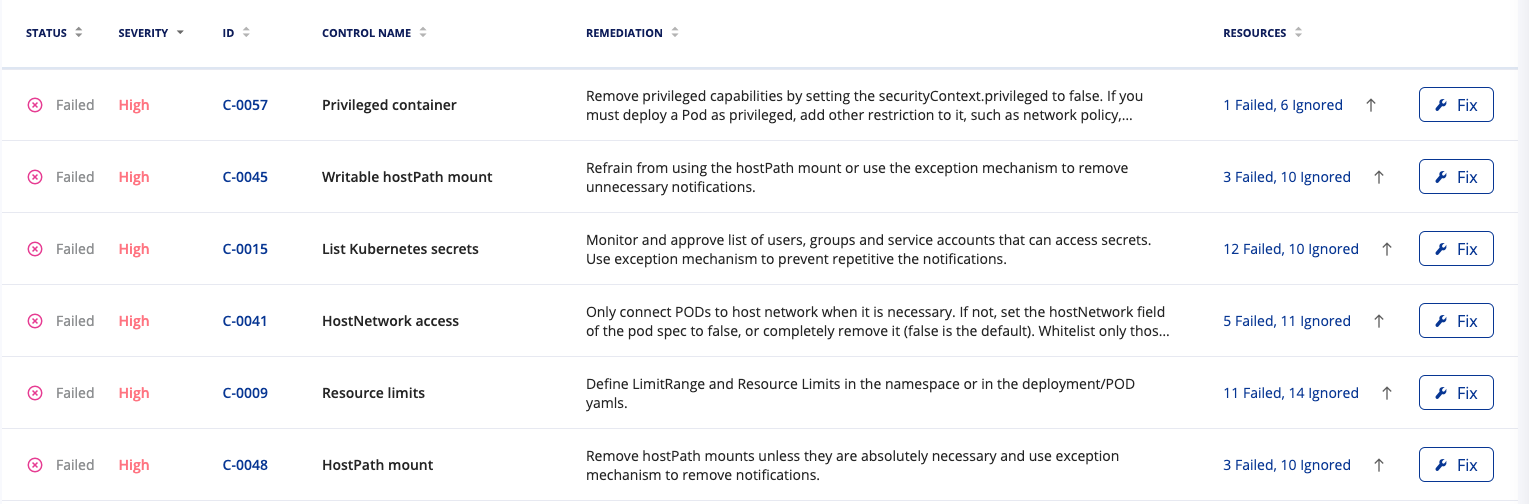 STATUS SEVERITY ID CONTROL NAME REMEDIATION RESOURCES
Failed High C-0057 Privileged container Remove privileged capabilities by setting the securityContext.privileged to false. If you 1 Failed, 6 Ignored Fix
must deploy a Pod as privileged, add other restriction to it, such as network policy,...
Failed High C-0045 Writable hostPath mount Refrain from using the hostPath mount or use the exception mechanism to remove 3 Failed, 10 Ignored Fix
unnecessary notifications.
Failed High C-0015 List Kubernetes secrets Monitor and approve list of users, groups and service accounts that can access secrets. 12 Failed, 10 Ignored Fix
Use exception mechanism to prevent repetitive the notifications.
Failed High C-0041 HostNetwork access Only connect PODs to host network when it is necessary. If not, set the hostNetwork field 5 Failed, 11 Ignored Fix
of the pod spec to false, or completely remove it (false is the default). Whitelist only thos...
Failed High C-0009 Resource limits Define LimitRange and Resource Limits in the namespace or in the deployment/POD 11 Failed, 14 Ignored Fix
yamls.
Failed High C-0048 HostPath mount Remove hostPath mounts unless they are absolutely necessary and use exception 3 Failed, 10 Ignored Fix
mechanism to remove notifications.